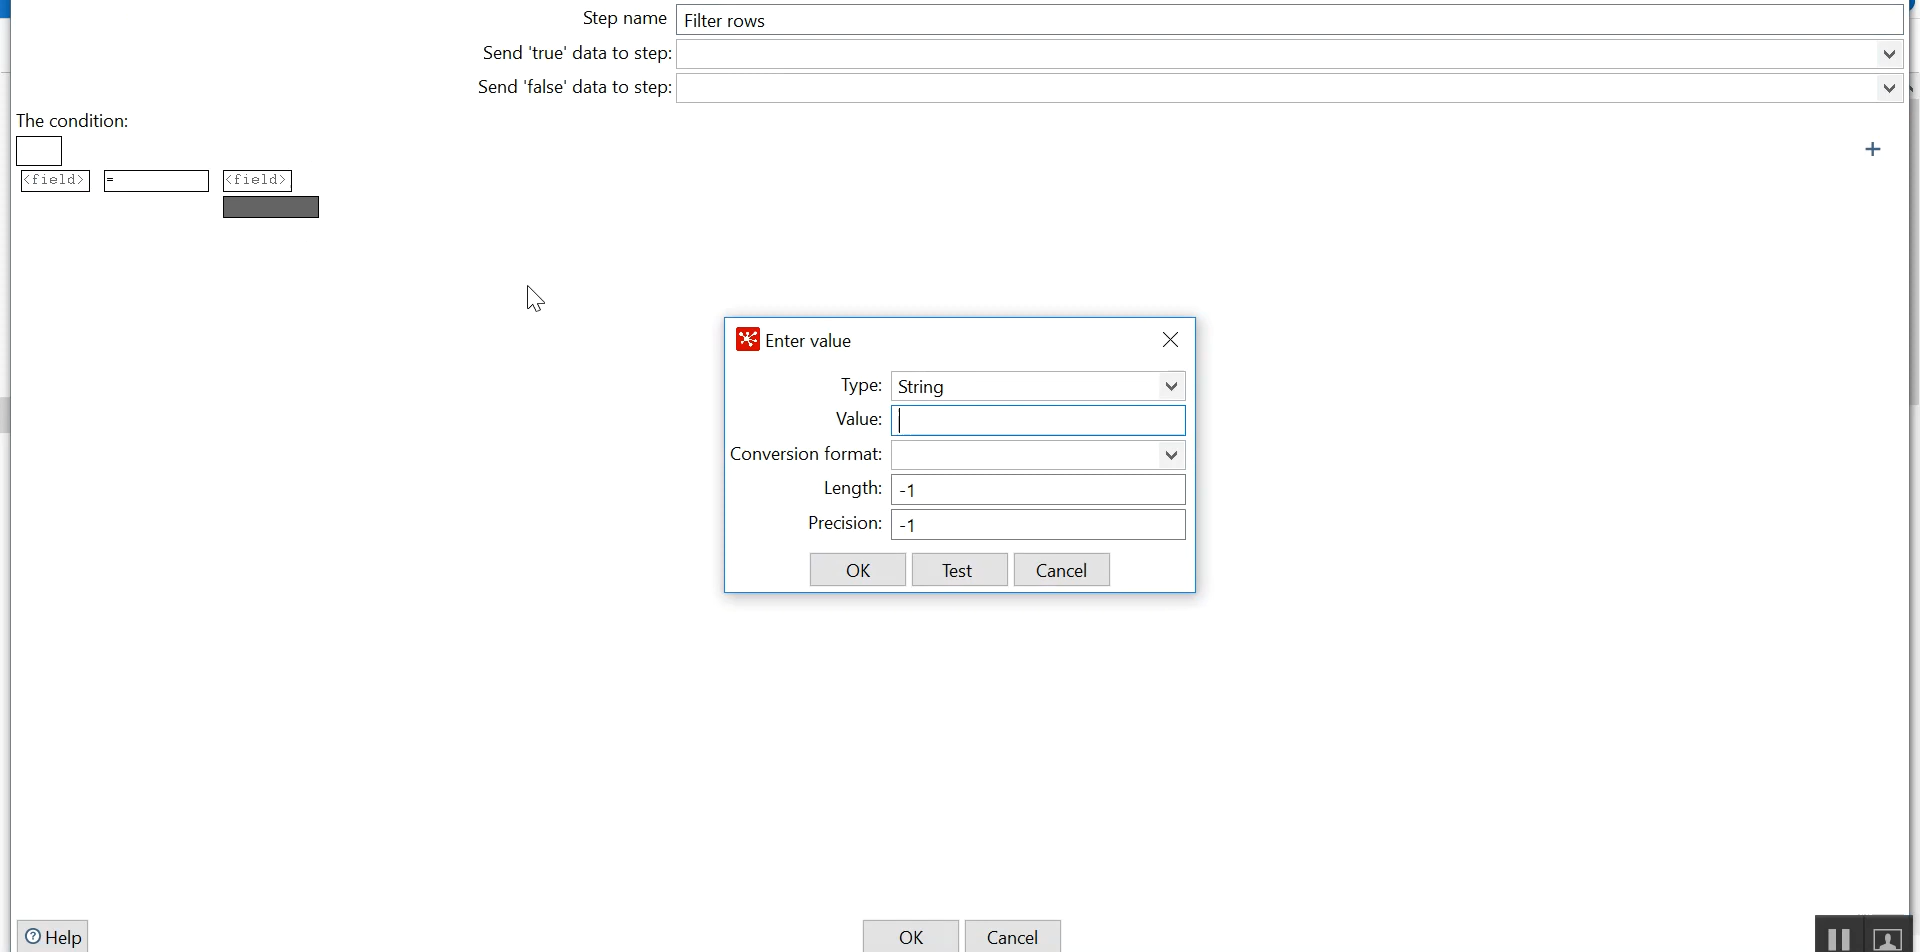 Step name Filter rows
Send 'true' data to step:
Send 'false' data to step:
The condition:
<field> = <field>
Enter value
Type: String
Value:
Conversion format:
Length: -1
Precision: -1
OK Test Cancel
Help OK Cancel